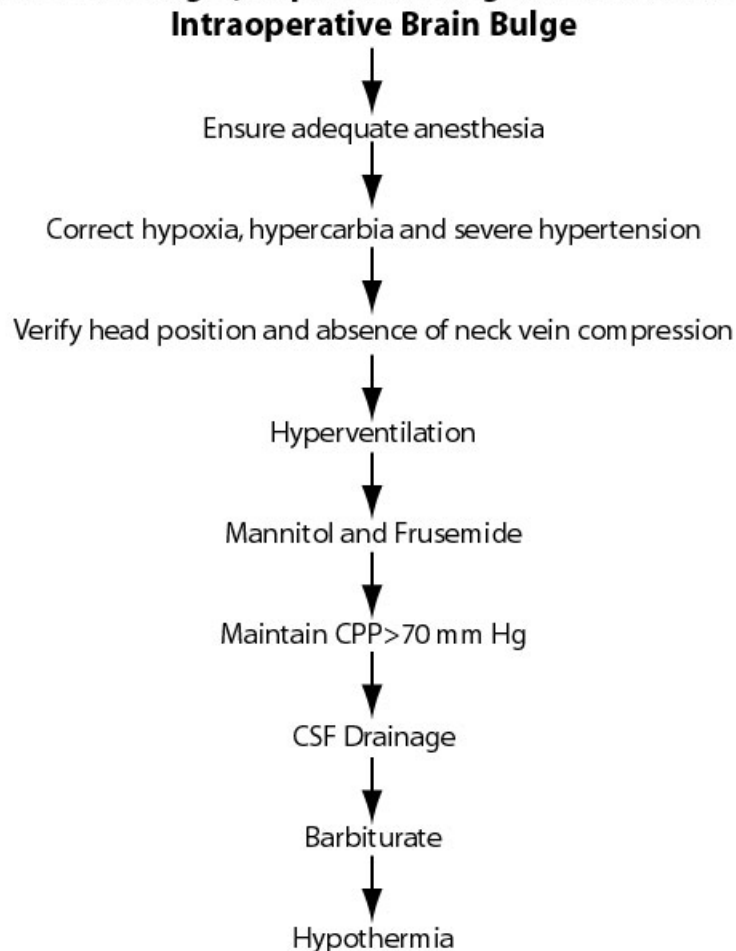 Intraoperative Brain Bulge
Ensure adequate anesthesia
Correct hypoxia, hypercarbia and severe hypertension
Verify head position and absence of neck vein compression
Hyperventilation
Mannitol and Frusemide
Maintain CPP>70 mm Hg
CSF Drainage
Barbiturate
Hypothermia